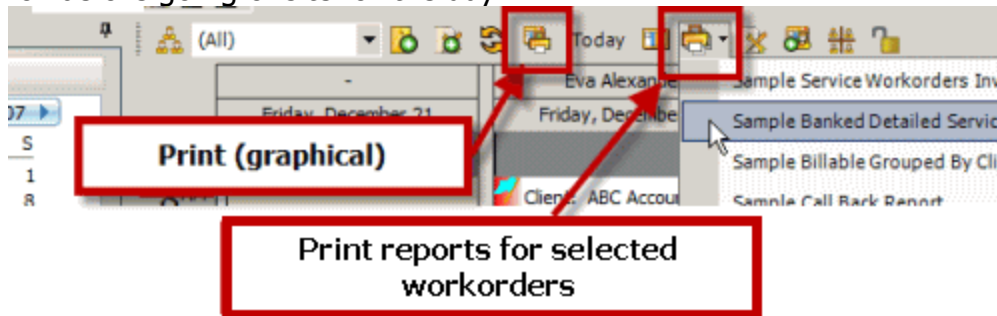 (All) Today
- Eva Alexande
Friday, December 21 Friday, Decembe
07
S
1
8
Print (graphical)
Client: ABC Accou
Sample Service Workorders Inv
Sample Banked Detailed Servic
Sample Billable Grouped By Cli
Sample Call Back Report
Print reports for selected
workorders